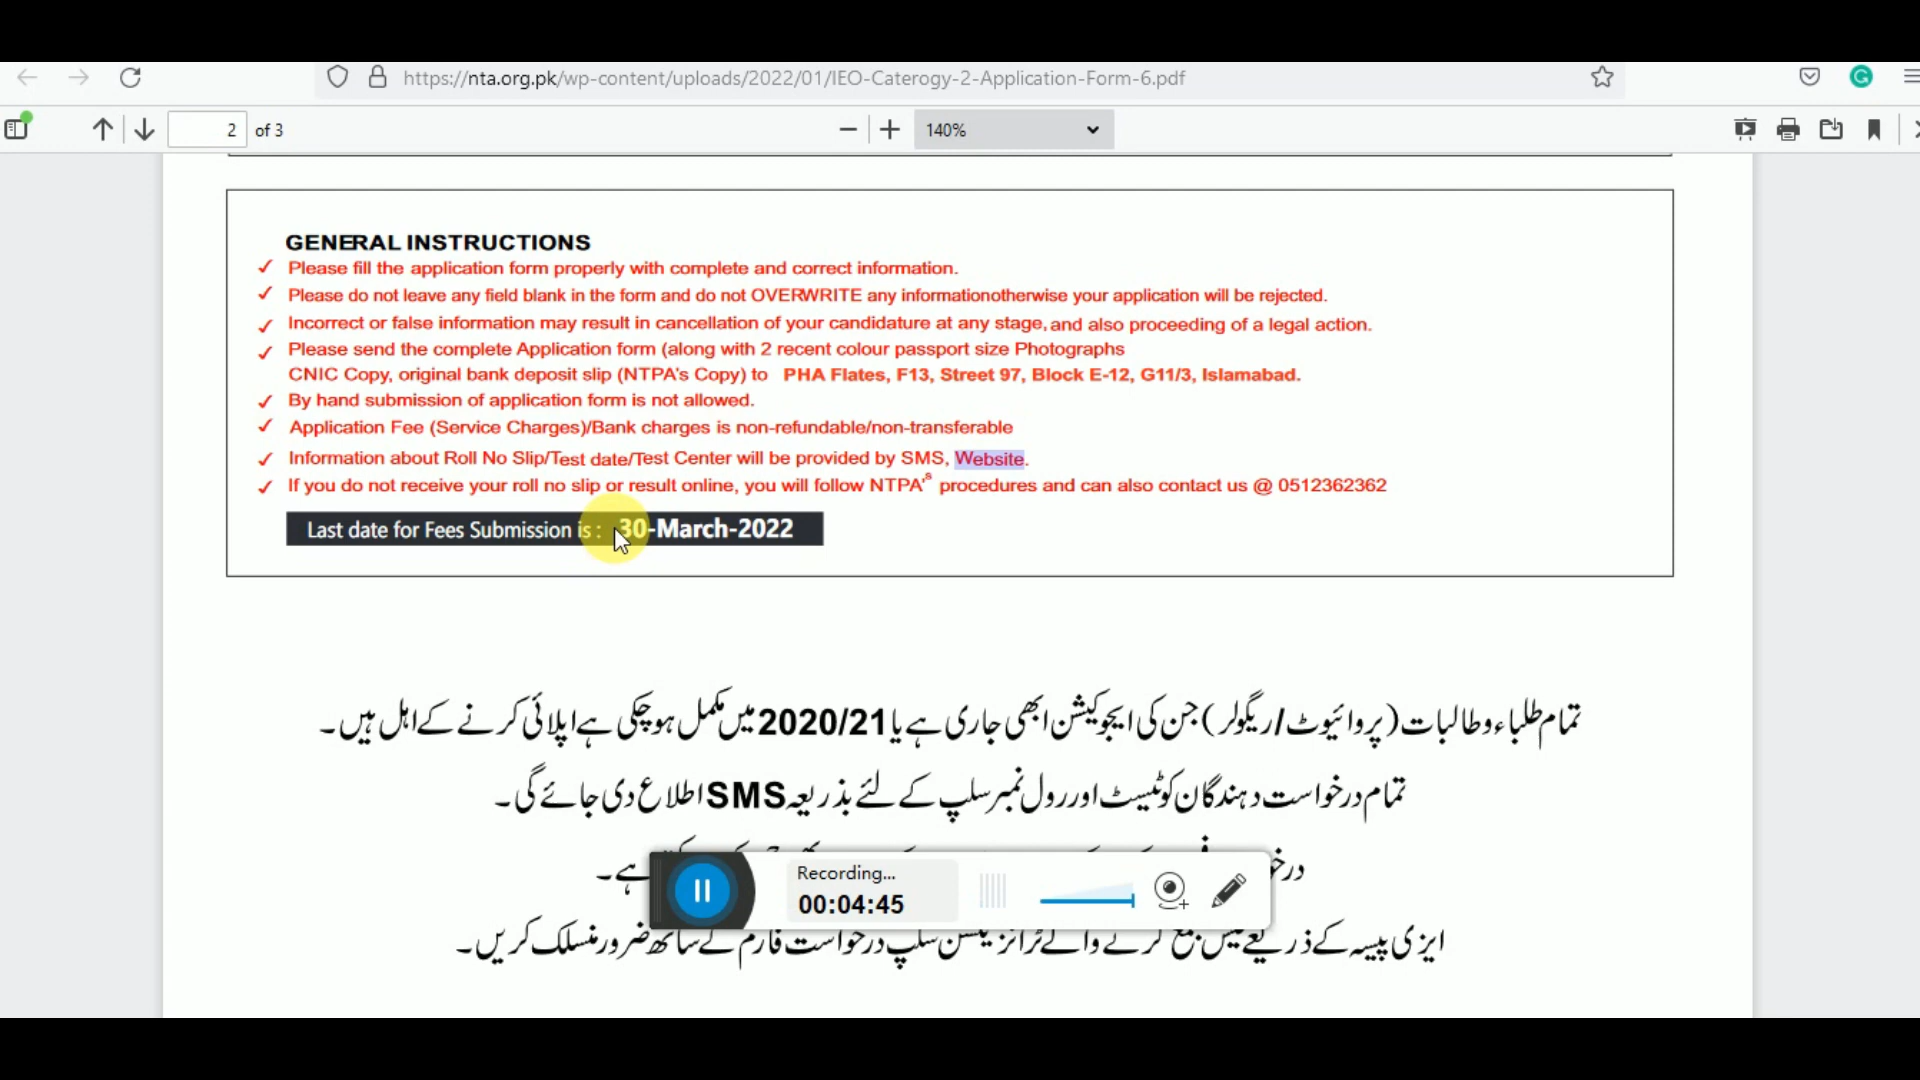 https://nta.org.pk/wp-content/uploads/2022/01/IEO-Caterogy-2-Application-Form-6.pdf
2 of 3
140%
GENERAL INSTRUCTIONS
✓ Please fill the application form properly with complete and correct information.
✓ Please do not leave any field blank in the form and do not OVERWRITE any informationotherwise your application will be rejected.
✓ Incorrect or false information may result in cancellation of your candidature at any stage, and also proceeding of a legal action.
✓ Please send the complete Application form (along with 2 recent colour passport size Photographs
CNIC Copy, original bank deposit slip (NTPA's Copy) to PHA Flates, F13, Street 97, Block E-12, G11/3, Islamabad.
✓ By hand submission of application form is not allowed.
✓ Application Fee (Service Charges)/Bank charges is non-refundable/non-transferable
✓ Information about Roll No Slip/Test date/Test Center will be provided by SMS, Website.
✓ If you do not receive your roll no slip or result online, you will follow NTPA's procedures and can also contact us @ 0512362362
Last date for Fees Submission is : 30-March-2022
تمام طلباء و طالبات (پروائیوٹ/ریگولر) جن کی ایجوکیشن ابھی جاری ہے یا 2020/21 میں مکمل ہو چکی ہے اپلائی کرنے کے اہل ہیں۔
تمام درخواست دہندگان کو ٹیسٹ اور رول نمبر سلپ کے لئے بذریعہ SMS اطلاع دی جائے گی۔
ہے۔
Recording...
00:04:45
ایزی پیسہ کے ذریعے فیس جمع کرنے والے ٹرانزیکشن سلپ درخواست فارم کے ساتھ ضرور منسلک کریں۔